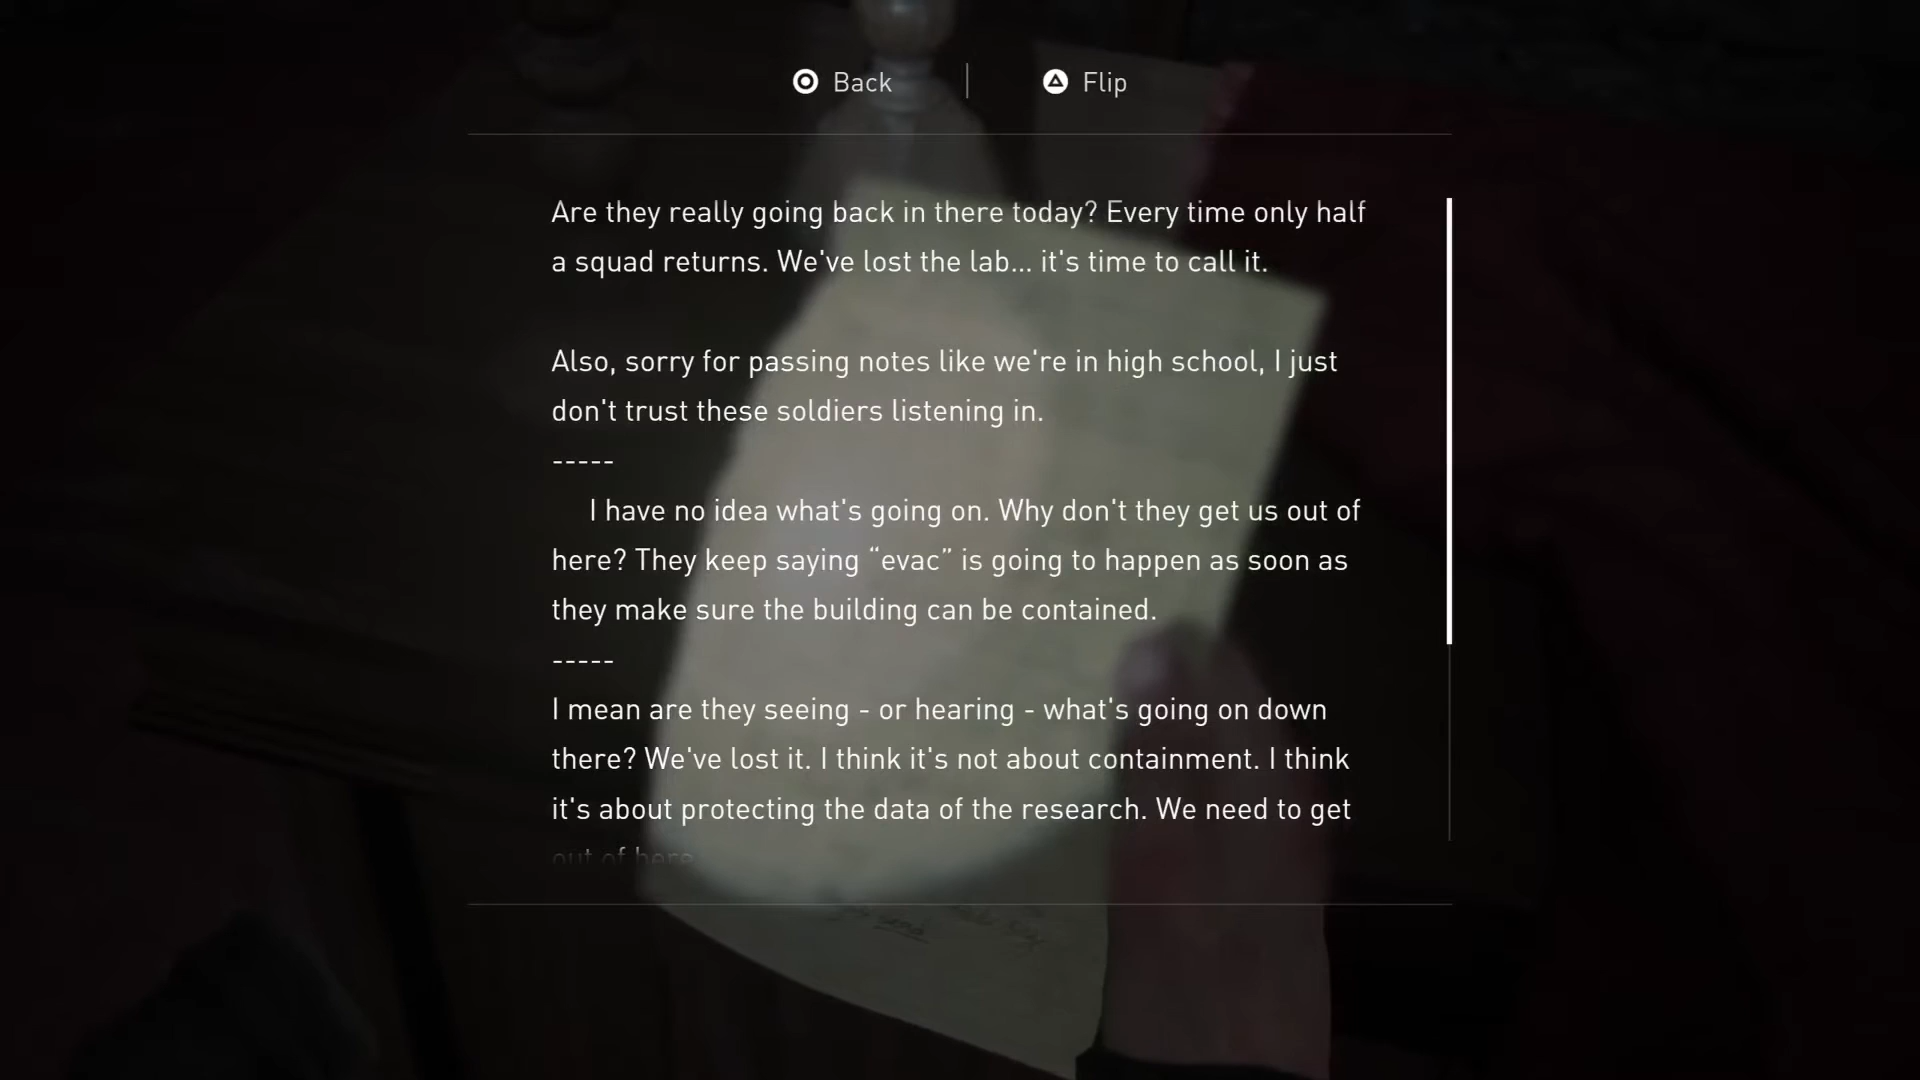 Back | Flip
Are they really going back in there today? Every time only half
a squad returns. We've lost the lab... it's time to call it.
Also, sorry for passing notes like we're in high school, I just
don't trust these soldiers listening in.
-----
I have no idea what's going on. Why don't they get us out of
here? They keep saying “evac” is going to happen as soon as
they make sure the building can be contained.
-----
I mean are they seeing - or hearing - what's going on down
there? We've lost it. I think it's not about containment. I think
it's about protecting the data of the research. We need to get
out of here